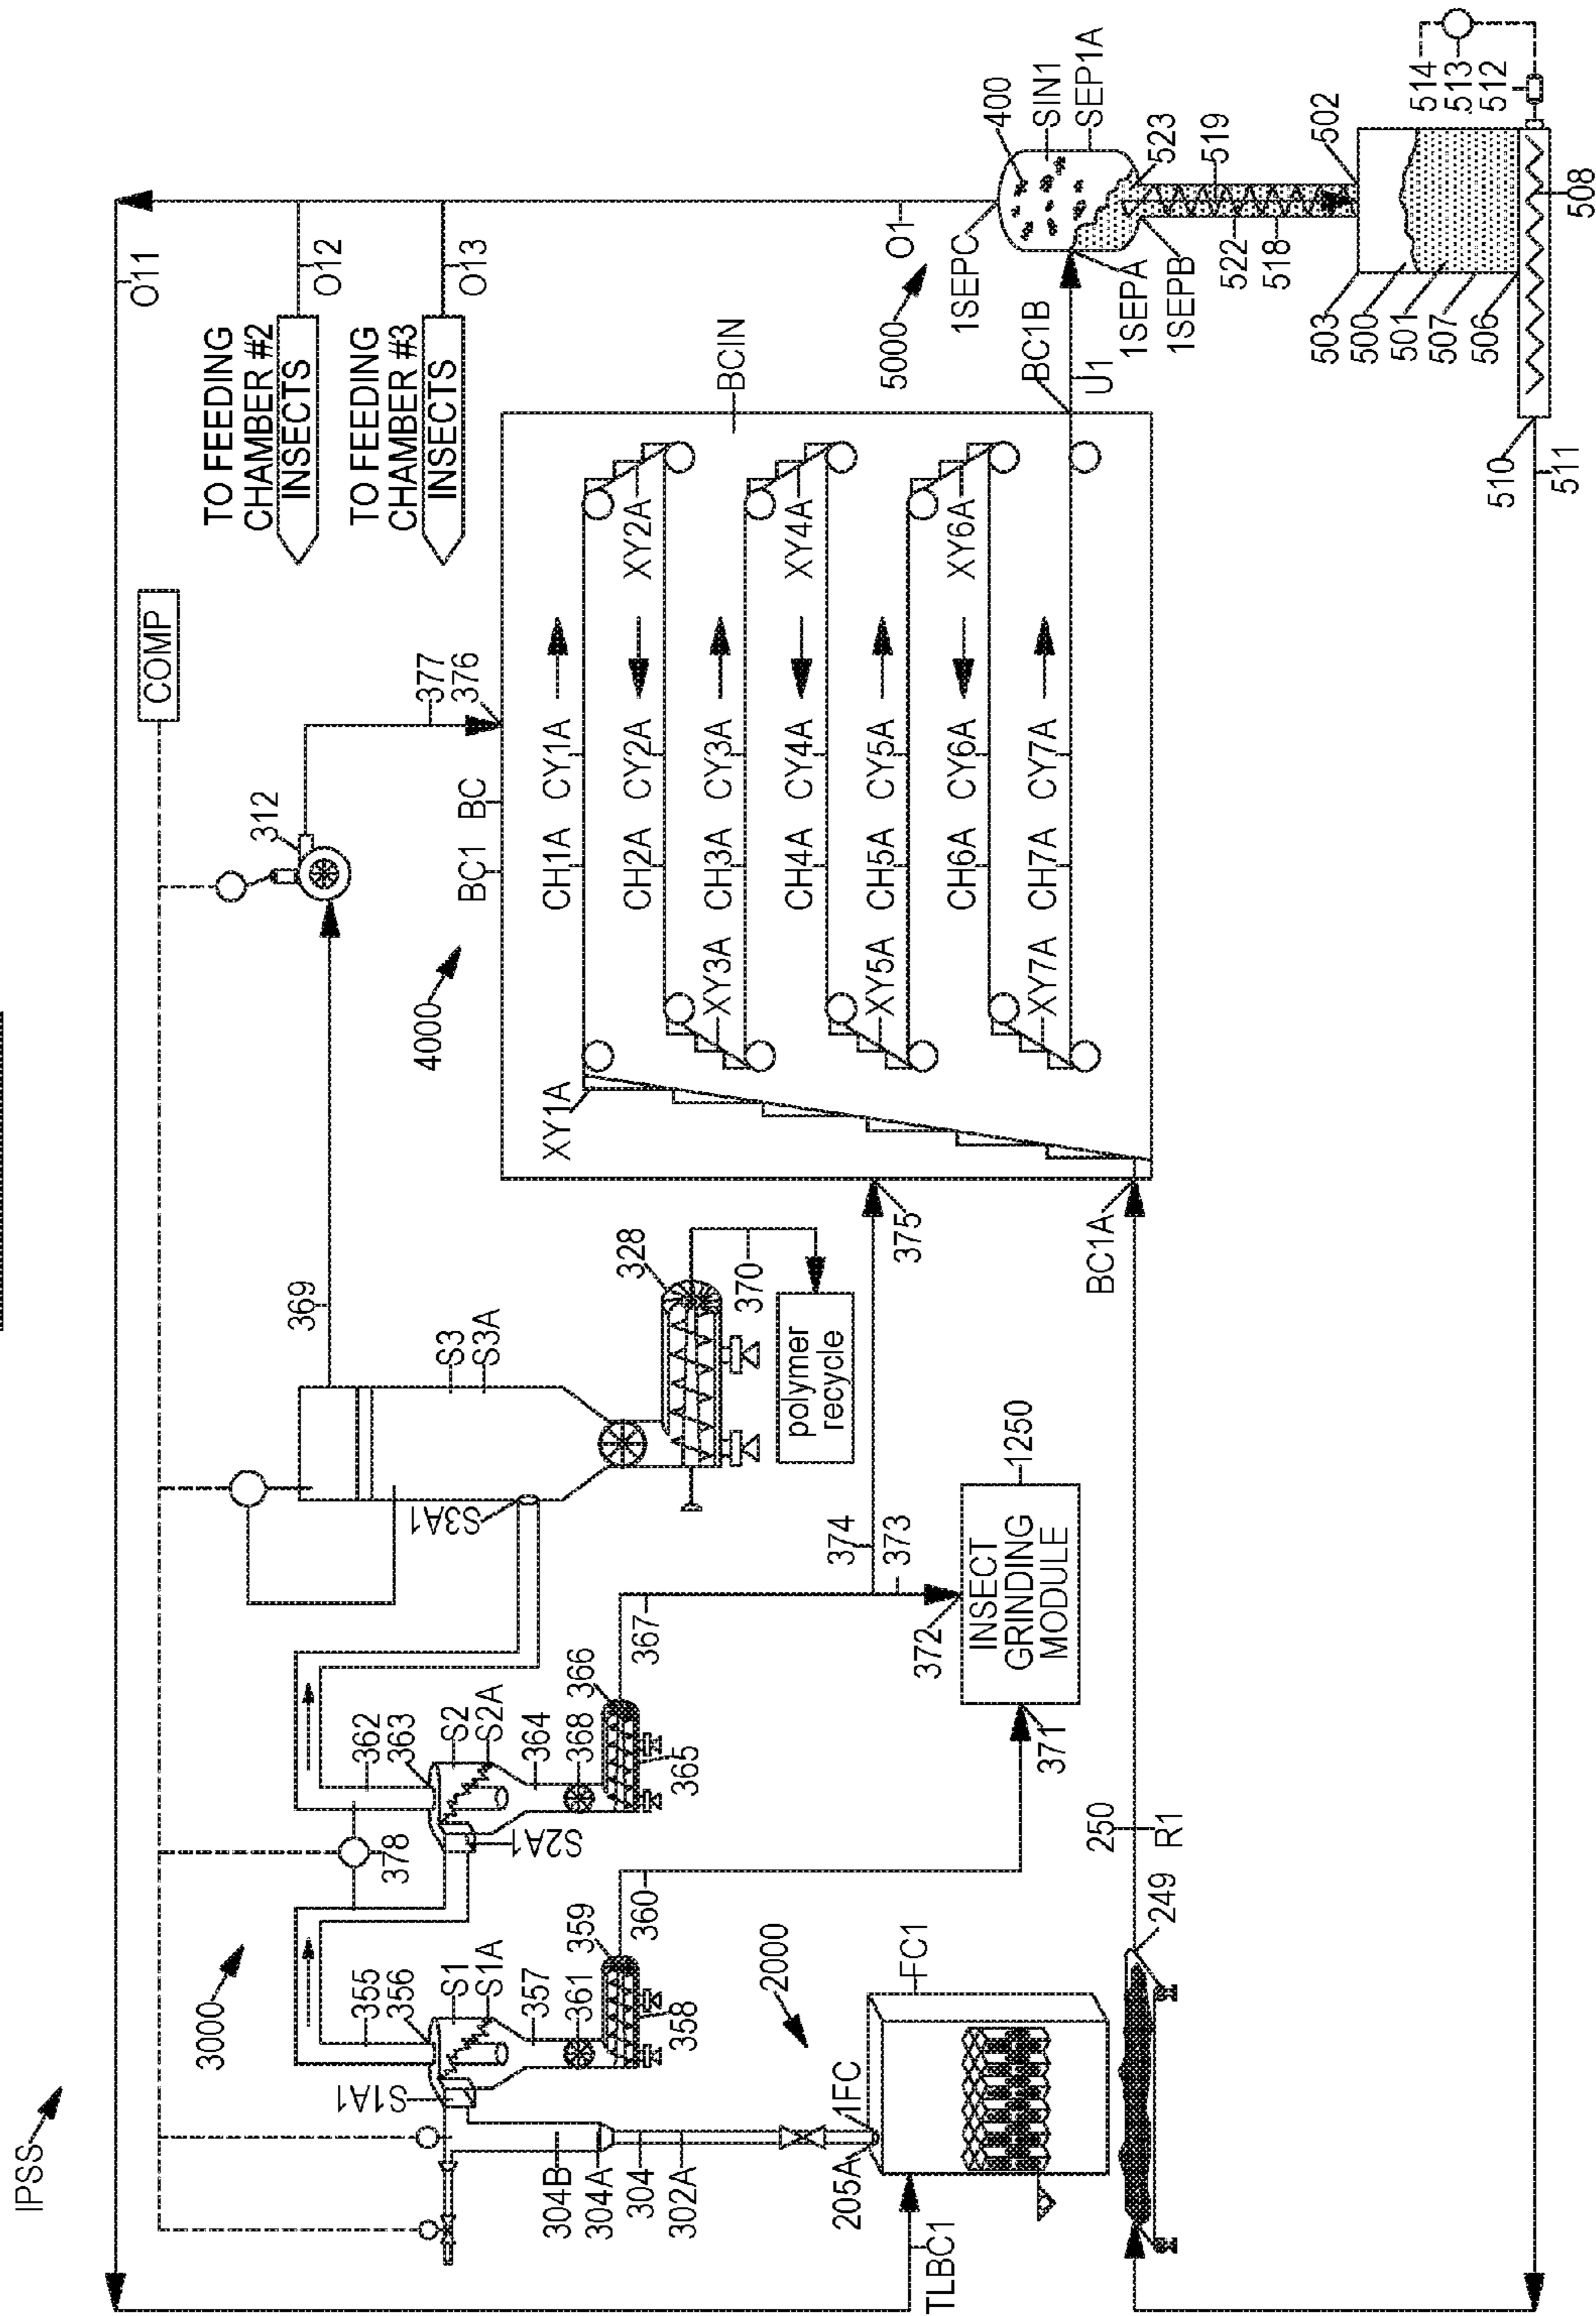 IPSS
3000
2000
4000
5000
COMP
O11
O12
O13
TO FEEDING
CHAMBER #2
INSECTS
TO FEEDING
CHAMBER #3
INSECTS
O1
1SEPC
400
SIN1
SEP1A
BC1B
U1
1SEPA
1SEPB
523
519
522
518
502
503
500
501
507
506
514
513
512
508
510
511
312
377
376
BC1
BC
BCIN
XY1A
CH1A
CY1A
CH2A
CY2A
XY2A
XY3A
CH3A
CY3A
CH4A
CY4A
XY4A
XY5A
CH5A
CY5A
CH6A
CY6A
XY6A
XY7A
CH7A
CY7A
369
S3
S3A
S3A1
328
370
polymer
recycle
375
BC1A
374
373
372
INSECT
GRINDING
MODULE
1250
371
362
363
S2
S2A
364
368
366
365
367
S2A1
378
355
356
S1
S1A
357
361
359
358
360
S1A1
304B
304A
304
302A
205A
1FC
FC1
TLBC1
250
R1
249